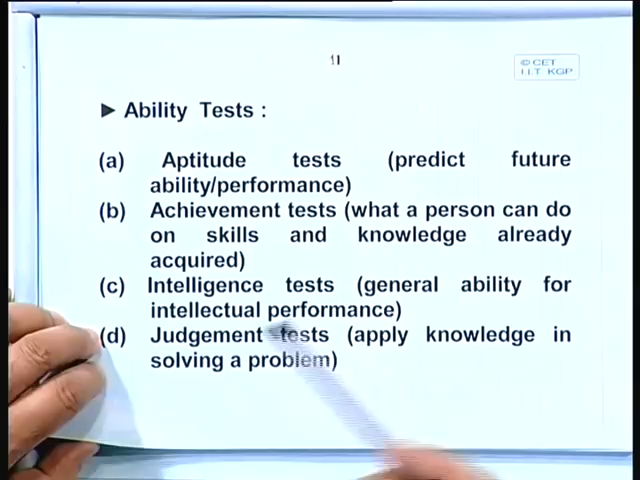 11
© CET
I.I.T KGP
► Ability Tests :
(a) Aptitude tests (predict future
ability/performance)
(b) Achievement tests (what a person can do
on skills and knowledge already
acquired)
(c) Intelligence tests (general ability for
intellectual performance)
(d) Judgement tests (apply knowledge in
solving a problem)